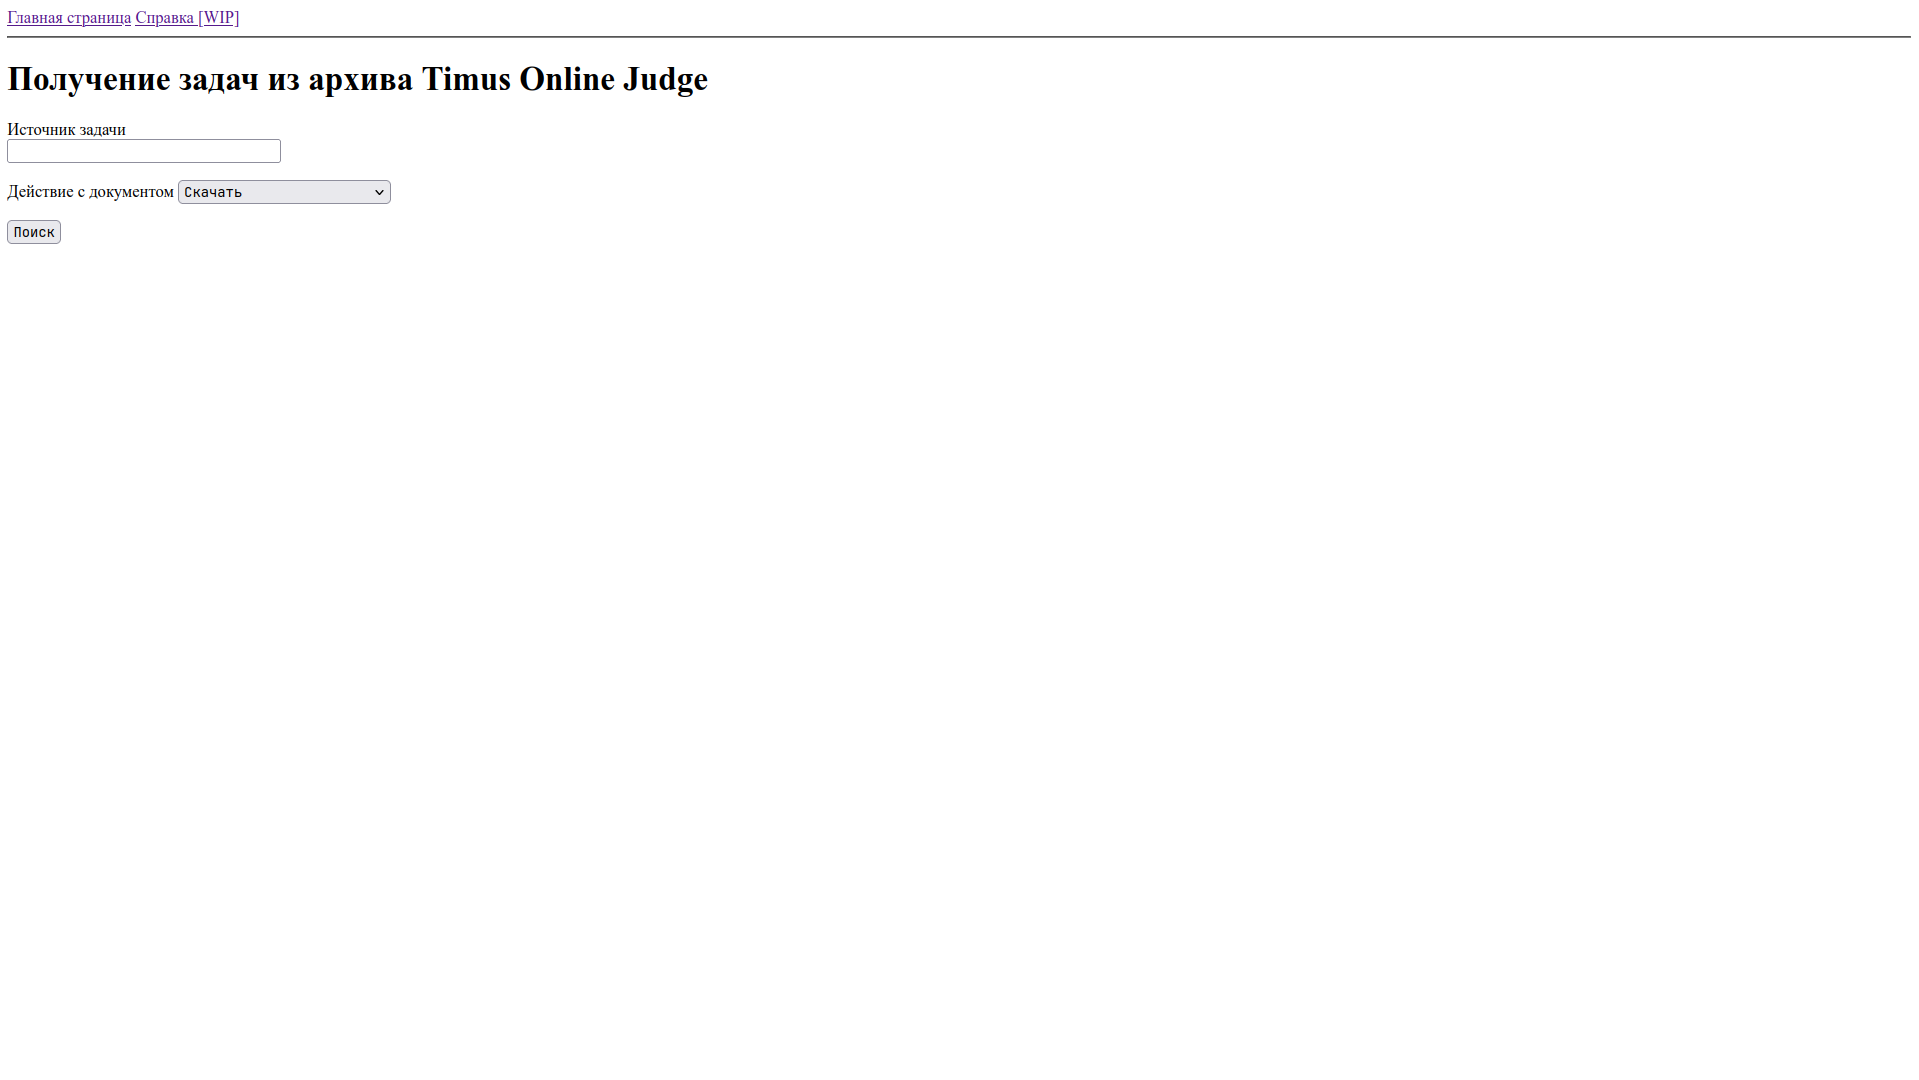 Главная страница Справка [WIP]
Получение задач из архива Timus Online Judge
Источник задачи
Действие с документом Скачать
Поиск